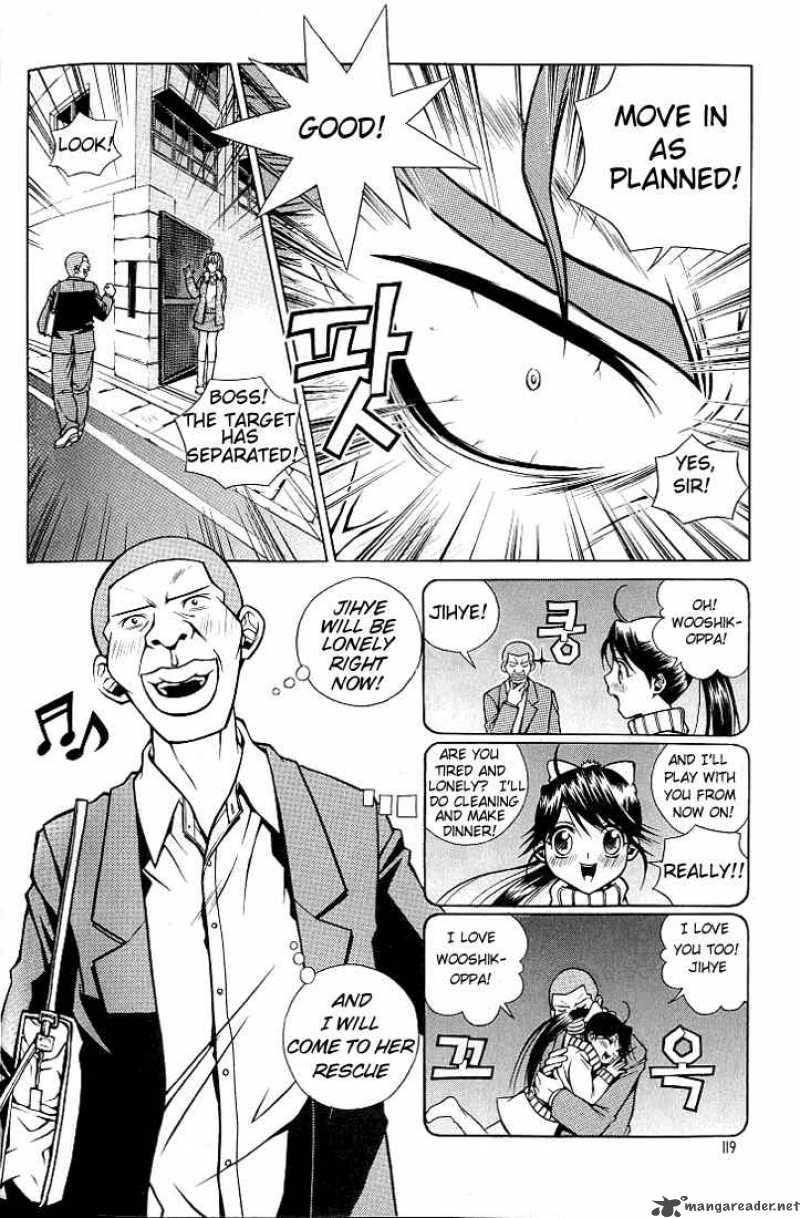 LOOK!
BOSS!
THE TARGET
HAS
SEPARATED!
GOOD!
MOVE IN
AS
PLANNED!
팟
YES,
SIR!
JIHYE
WILL BE
LONELY
RIGHT
NOW!
AND
I WILL
COME TO HER
RESCUE
JIHYE!
쿵
OH!
WOOSHIK-
OPPA!
ARE YOU
TIRED AND
LONELY? I'LL
DO CLEANING
AND MAKE
DINNER!
AND I'LL
PLAY WITH
YOU FROM
NOW ON!
REALLY!!
I LOVE
WOOSHIK-
OPPA!
I LOVE
YOU TOO!
JIHYE
꼬 옥
119
mangareader.net